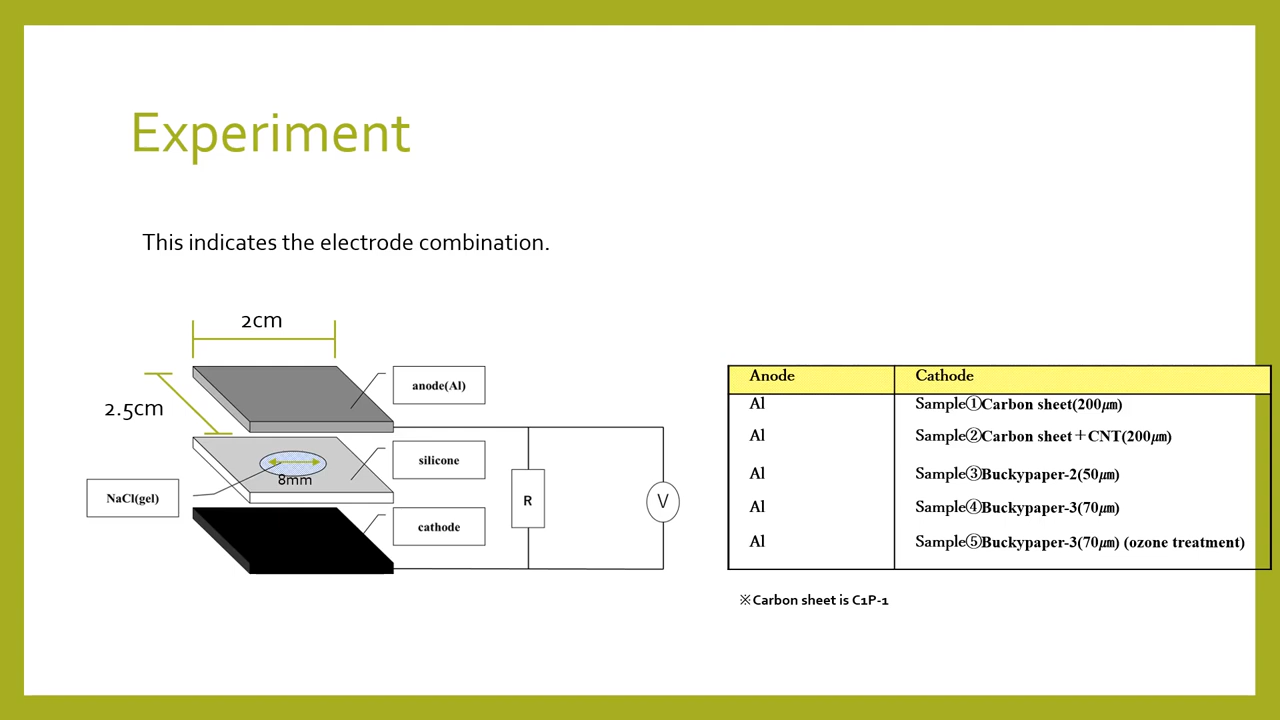 Experiment
This indicates the electrode combination.
2cm
anode(Al)
2.5cm
silicone
8mm
NaCl(gel)
cathode
R
V
Anode Cathode
Al Sample①Carbon sheet(200㎛)
Al Sample②Carbon sheet＋CNT(200㎛)
Al Sample③Buckypaper-2(50㎛)
Al Sample④Buckypaper-3(70㎛)
Al Sample⑤Buckypaper-3(70㎛) (ozone treatment)
※Carbon sheet is C1P-1